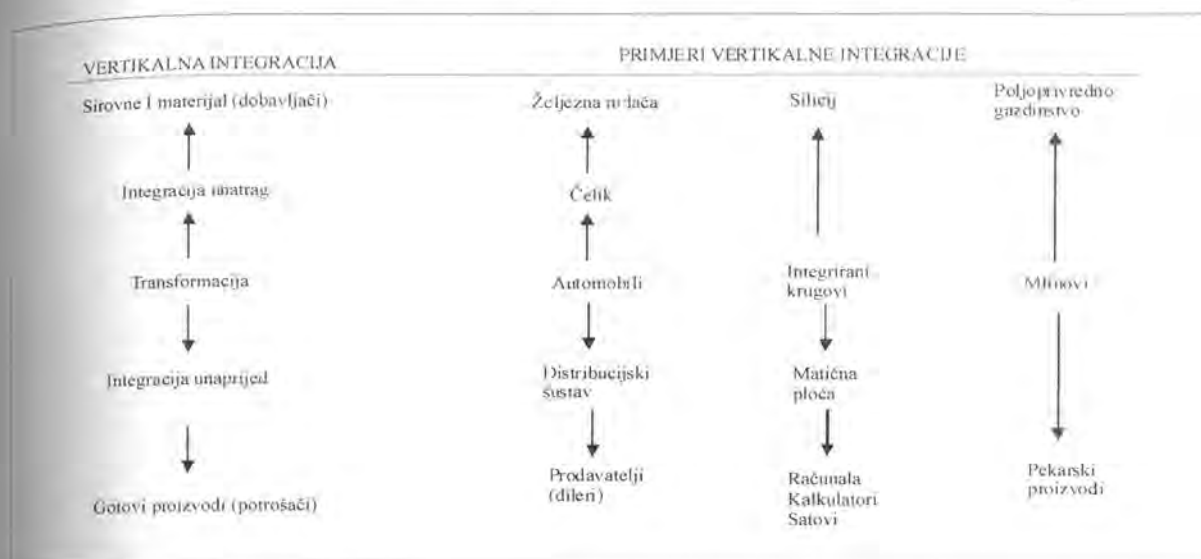 VERTIKALNA INTEGRACIJA
PRIMJERI VERTIKALNE INTEGRACIJE
Sirovne I materijal (dobavljači)
Željezna rudača
Silicij
Poljoprivredno
gazdinstvo
Integracija unatrag
Čelik
Transformacija
Automobili
Integrirani
krugovi
Mlinovi
Integracija unaprijed
Distribucijski
sustav
Matična
ploča
Gotovi proizvodi (potrošači)
Prodavatelji
(dileri)
Računala
Kalkulatori
Satovi
Pekarski
proizvodi